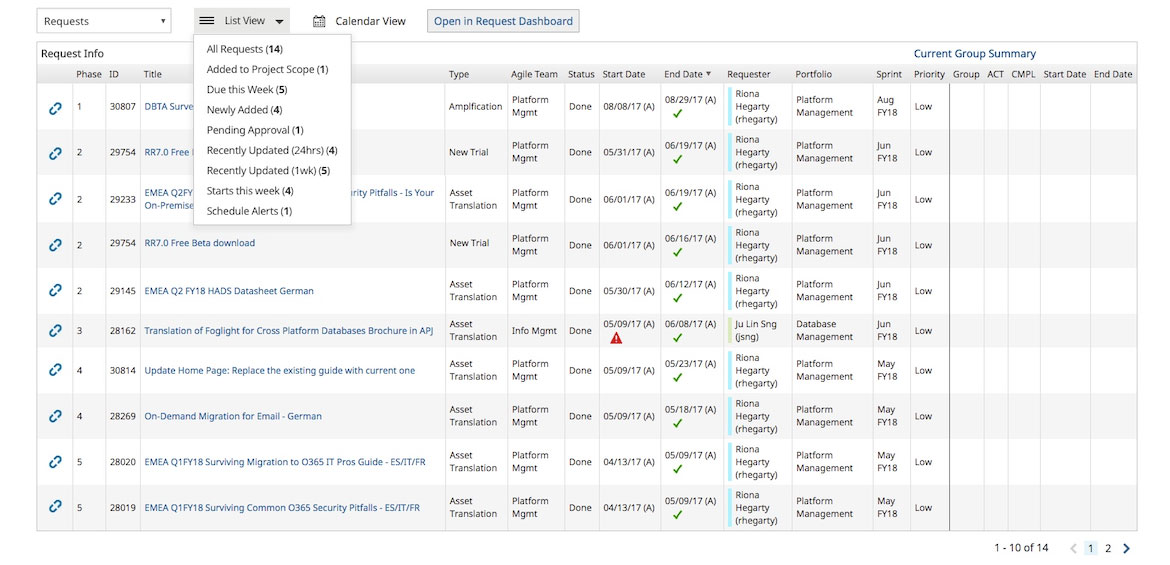 Requests List View Calendar View Open in Request Dashboard
All Requests (14)
Added to Project Scope (1)
Due this Week (5)
Newly Added (4)
Pending Approval (1)
Recently Updated (24hrs) (4)
Recently Updated (1wk) (5)
Starts this week (4)
Schedule Alerts (1)
Request Info Current Group Summary
Phase ID Title Type Agile Team Status Start Date End Date Requester Portfolio Sprint Priority Group ACT CMPL Start Date End Date
1 30807 DBTA Surve Amplfication Platform Mgmt Done 08/08/17 (A) 08/29/17 (A) Riona Hegarty (rhegarty) Platform Management Aug FY18 Low
2 29754 RR7.0 Free New Trial Platform Mgmt Done 05/31/17 (A) 06/19/17 (A) Riona Hegarty (rhegarty) Platform Management Jun FY18 Low
2 29233 EMEA Q2FY urity Pitfalls - Is Your On-Premise Asset Translation Platform Mgmt Done 06/01/17 (A) 06/19/17 (A) Riona Hegarty (rhegarty) Platform Management Jun FY18 Low
2 29754 RR7.0 Free Beta download New Trial Platform Mgmt Done 06/01/17 (A) 06/16/17 (A) Riona Hegarty (rhegarty) Platform Management Jun FY18 Low
2 29145 EMEA Q2 FY18 HADS Datasheet German Asset Translation Platform Mgmt Done 05/30/17 (A) 06/12/17 (A) Riona Hegarty (rhegarty) Platform Management Jun FY18 Low
3 28162 Translation of Foglight for Cross Platform Databases Brochure in APJ Asset Translation Info Mgmt Done 05/09/17 (A) 06/08/17 (A) Ju Lin Sng (jsng) Database Management Jun FY18 Low
4 30814 Update Home Page: Replace the existing guide with current one Asset Translation Platform Mgmt Done 05/09/17 (A) 05/23/17 (A) Riona Hegarty (rhegarty) Platform Management May FY18 Low
4 28269 On-Demand Migration for Email - German Asset Translation Platform Mgmt Done 05/09/17 (A) 05/18/17 (A) Riona Hegarty (rhegarty) Platform Management May FY18 Low
5 28020 EMEA Q1FY18 Surviving Migration to O365 IT Pros Guide - ES/IT/FR Asset Translation Platform Mgmt Done 04/13/17 (A) 05/09/17 (A) Riona Hegarty (rhegarty) Platform Management May FY18 Low
5 28019 EMEA Q1FY18 Surviving Common O365 Security Pitfalls - ES/IT/FR Asset Translation Platform Mgmt Done 04/13/17 (A) 05/09/17 (A) Riona Hegarty (rhegarty) Platform Management May FY18 Low
1 - 10 of 14 1 2